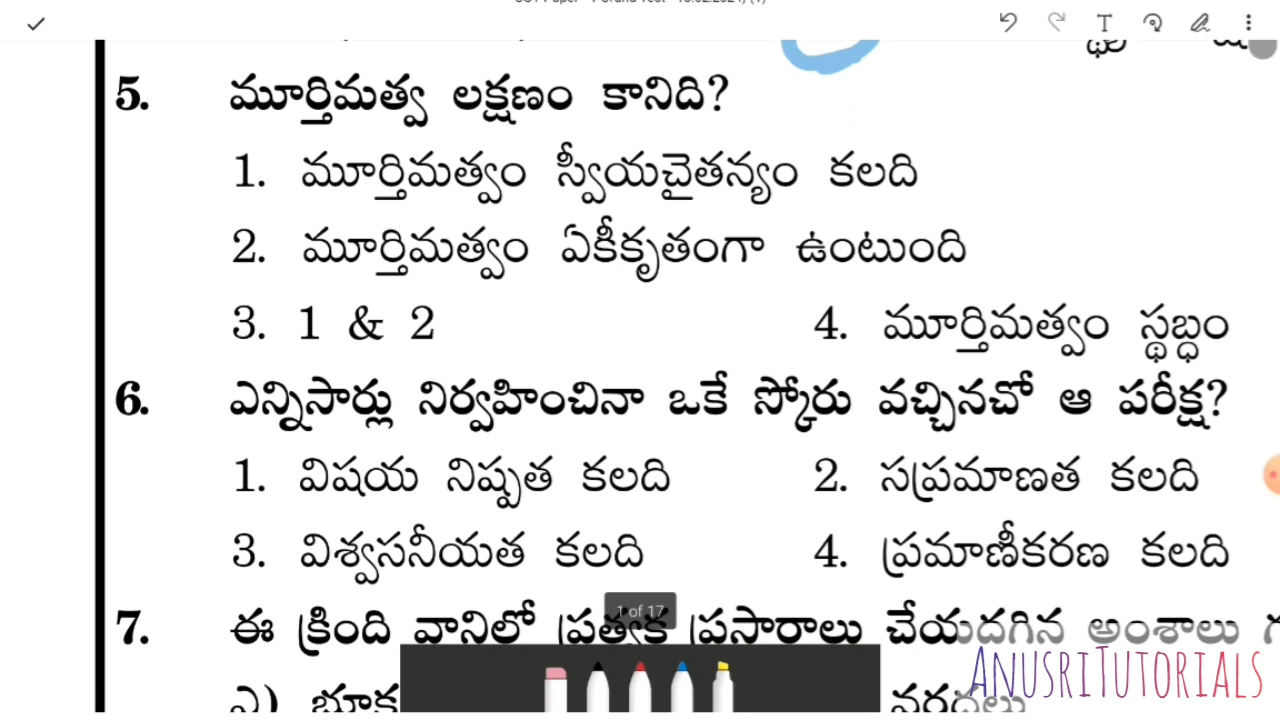 5. మూర్తిమత్వ లక్షణం కానిది?
1. మూర్తిమత్వం స్వీయచైతన్యం కలది
2. మూర్తిమత్వం ఏకీకృతంగా ఉంటుంది
3. 1 & 2 4. మూర్తిమత్వం స్థబ్ధం
6. ఎన్నిసార్లు నిర్వహించినా ఒకే స్కోరు వచ్చినచో ఆ పరీక్ష?
1. విషయ నిష్పత కలది 2. సప్రమాణత కలది
3. విశ్వసనీయత కలది 4. ప్రమాణీకరణ కలది
1 of 17
7. ఈ క్రింది వానిలో ప్రత్యక్ష ప్రసారాలు చేయదగిన అంశాలు
ANUSRITUTORIALS
ఎ) వరదలు